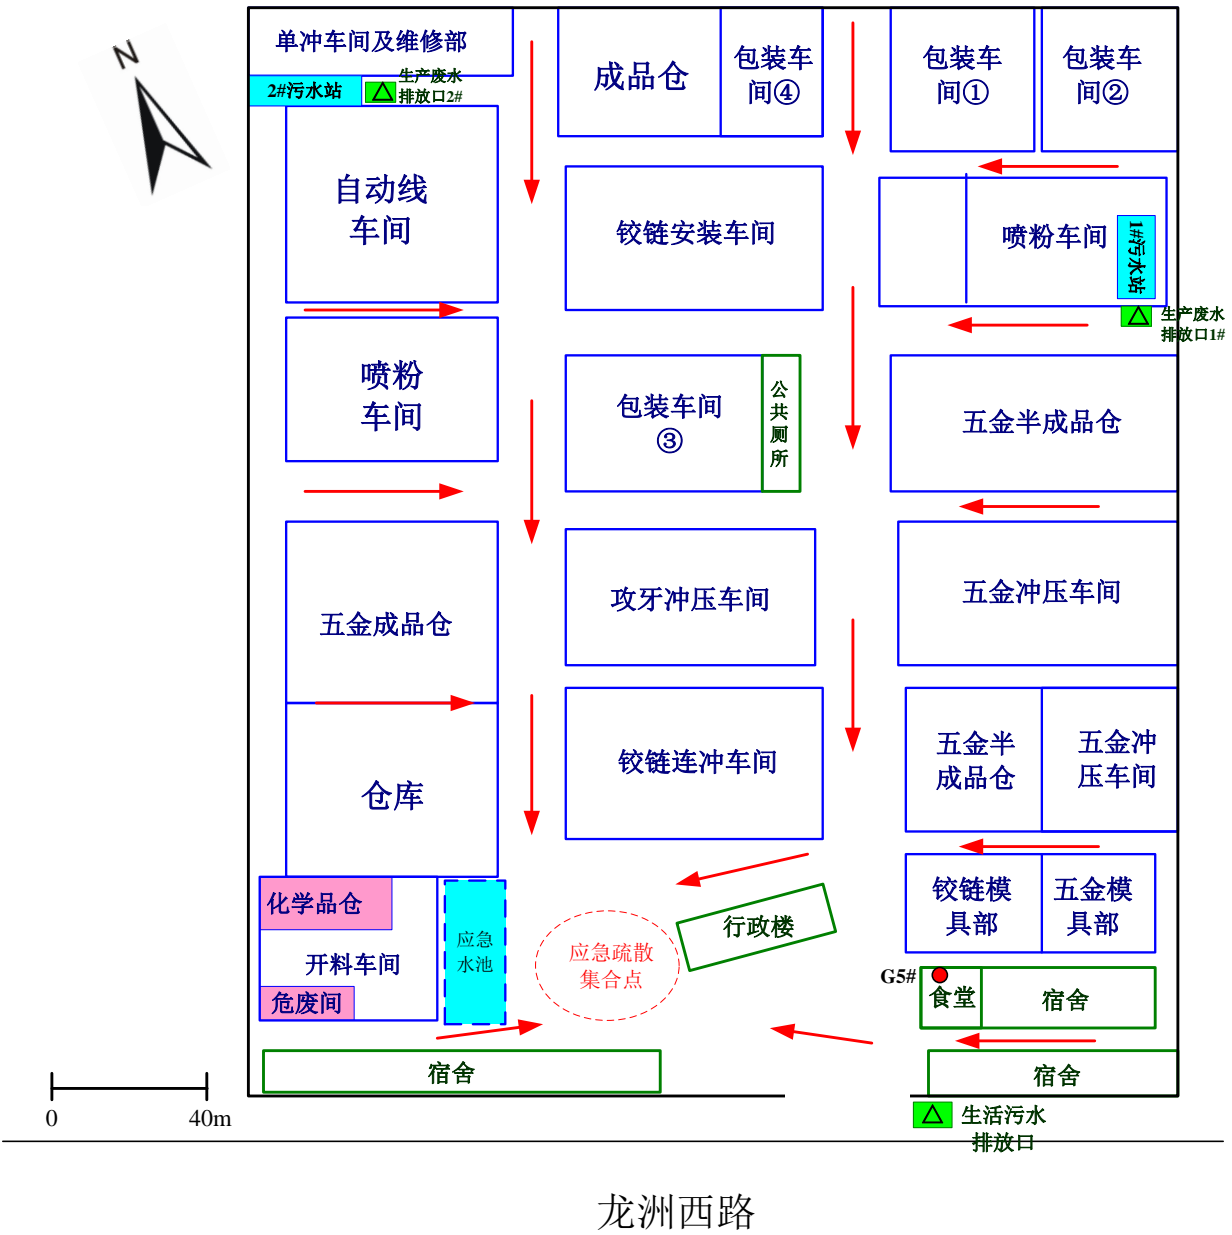 N
单冲车间及维修部
2#污水站
生产废水
排放口2#
成品仓
包装车
间④
包装车
间①
包装车
间②
自动线
车间
铰链安装车间
喷粉车间
1#污水站
生产废水
排放口1#
喷粉
车间
包装车间
③
公共厕所
五金半成品仓
五金成品仓
攻牙冲压车间
五金冲压车间
仓库
铰链连冲车间
五金半
成品仓
五金冲
压车间
化学品仓
开料车间
危废间
应急
水池
应急疏散
集合点
行政楼
铰链模
具部
五金模
具部
G5#
食堂
宿舍
宿舍
宿舍
0
40m
生活污水
排放口
龙洲西路